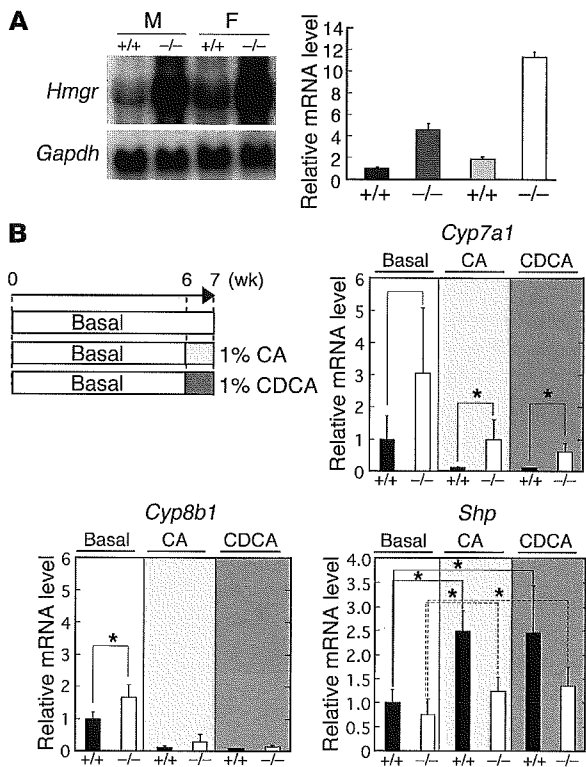 A
M F
+/+ −/− +/+ −/−
Hmgr
Gapdh
Relative mRNA level
14
12
10
8
6
4
2
0
+/+ −/− +/+ −/−
B
0 6 7 (wk)
Basal
Basal 1% CA
Basal 1% CDCA
Cyp7a1
Basal CA CDCA
Relative mRNA level
6
5
4
3
2
1
0
* *
+/+ −/− +/+ −/− +/+ −/−
Cyp8b1
Basal CA CDCA
Relative mRNA level
6
5
4
3
2
1
0
*
+/+ −/− +/+ −/− +/+ −/−
Shp
Basal CA CDCA
Relative mRNA level
4.0
3.5
3.0
2.5
2.0
1.5
1.0
0.5
0
*
*
* *
+/+ −/− +/+ −/− +/+ −/−